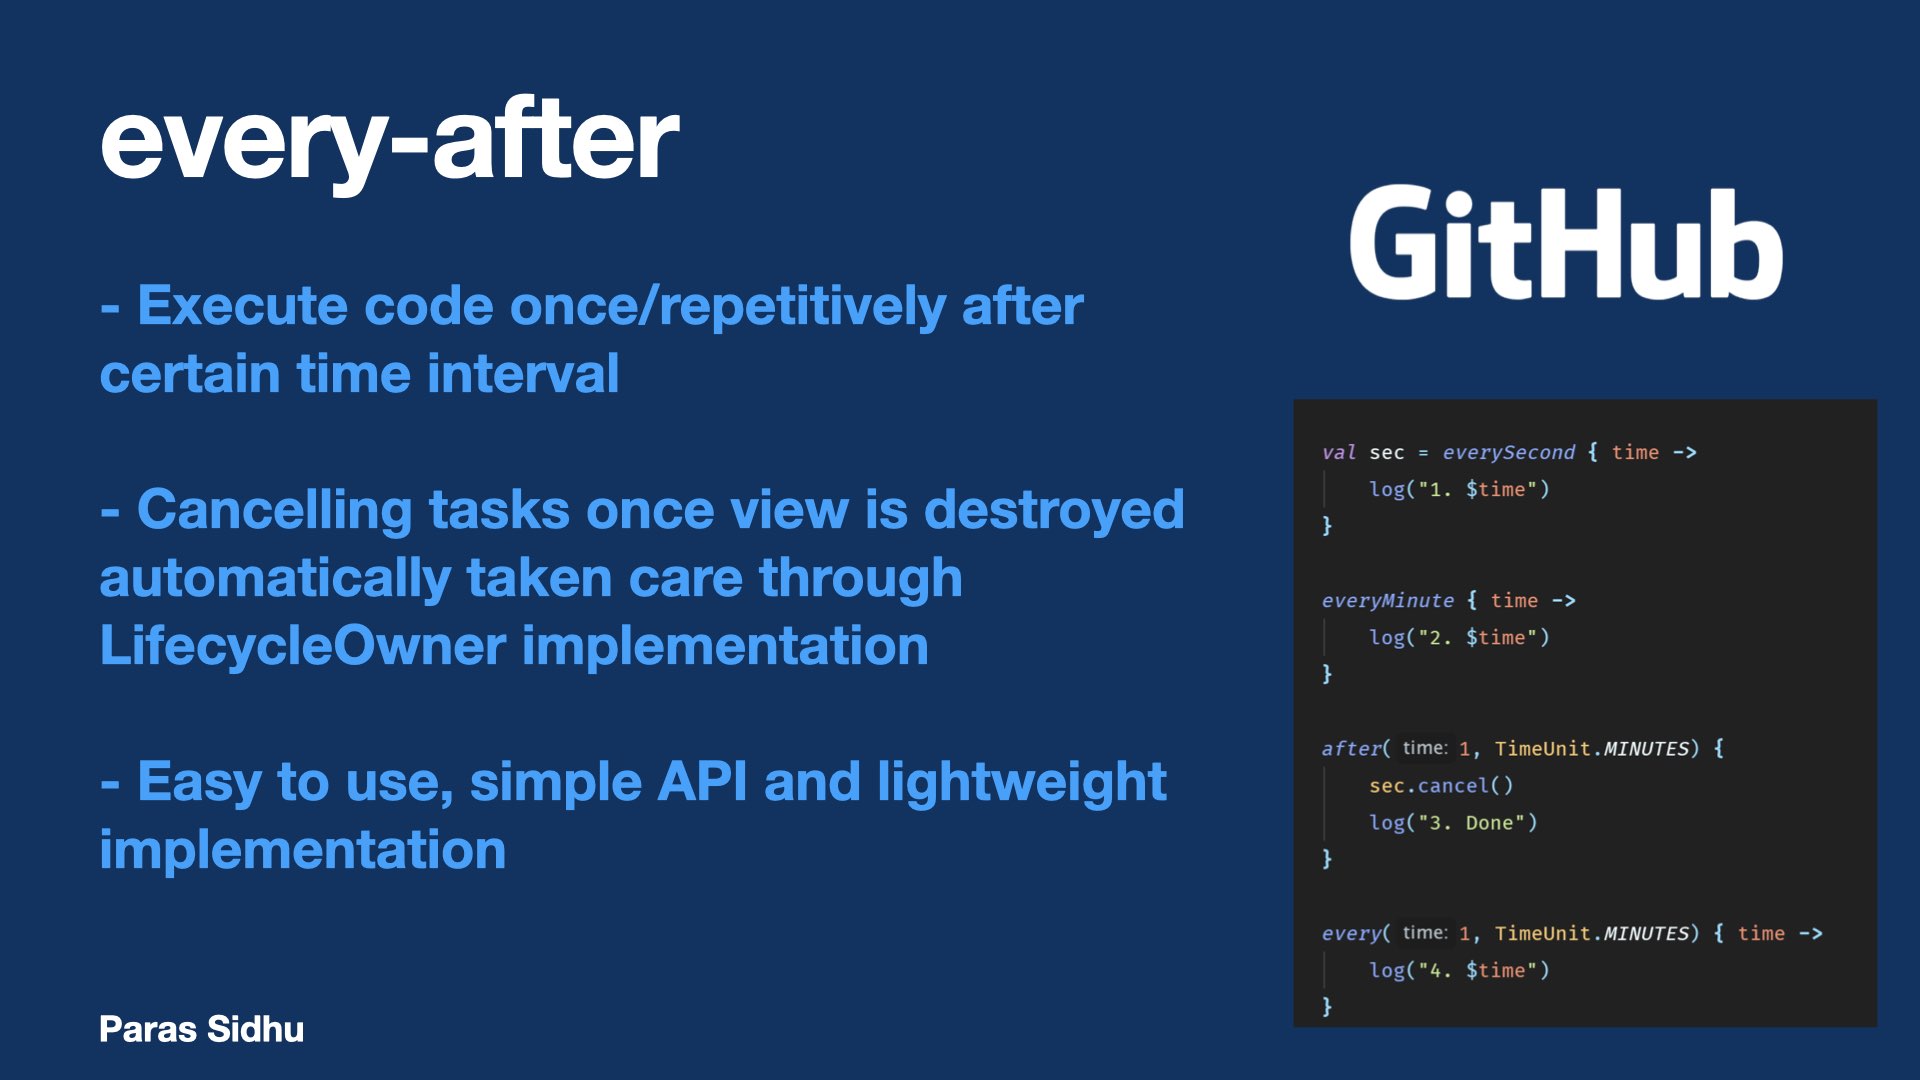 every-after
- Execute code once/repetitively after
certain time interval
- Cancelling tasks once view is destroyed
automatically taken care through
LifecycleOwner implementation
- Easy to use, simple API and lightweight
implementation
Paras Sidhu
GitHub
val sec = everySecond { time ->
log("1. $time")
}
everyMinute { time ->
log("2. $time")
}
after( time: 1, TimeUnit.MINUTES) {
sec.cancel()
log("3. Done")
}
every( time: 1, TimeUnit.MINUTES) { time ->
log("4. $time")
}